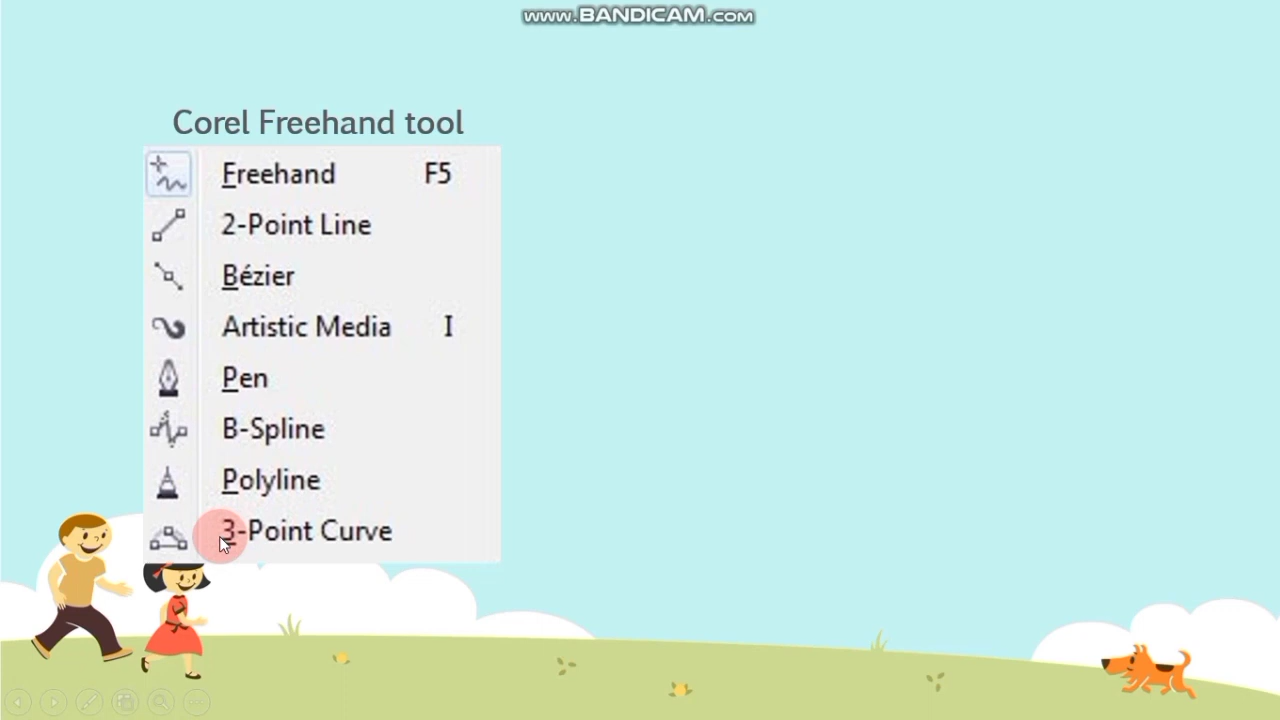 www.BANDICAM.com
Corel Freehand tool
Freehand F5
2-Point Line
Bézier
Artistic Media I
Pen
B-Spline
Polyline
3-Point Curve